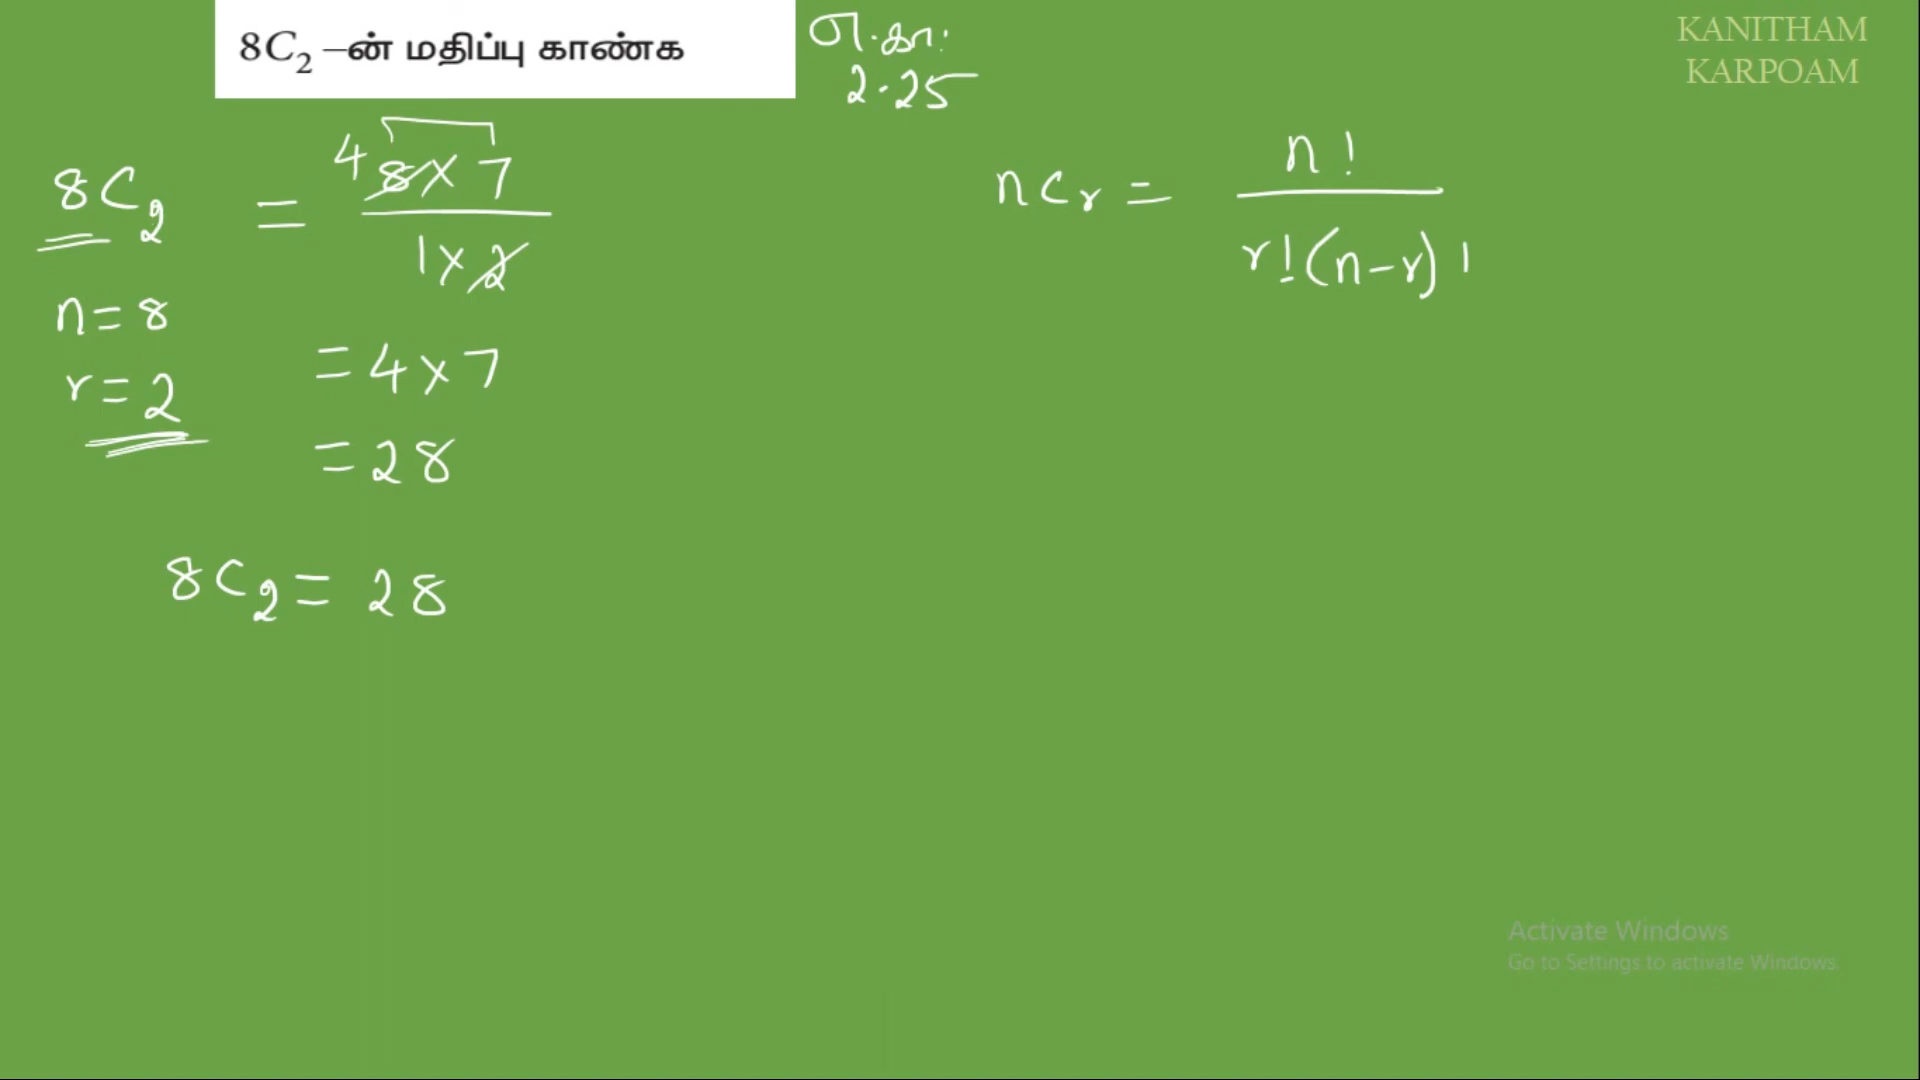 8C₂ –ன் மதிப்பு காண்க
எ.கா.
2.25
KANITHAM
KARPOAM
8C₂ = 4 8×7 / 1×2
n=8
r=2
=4×7
=28
8C₂ = 28
nCᵣ = n! / r!(n-r)!
Activate Windows
Go to Settings to activate Windows.